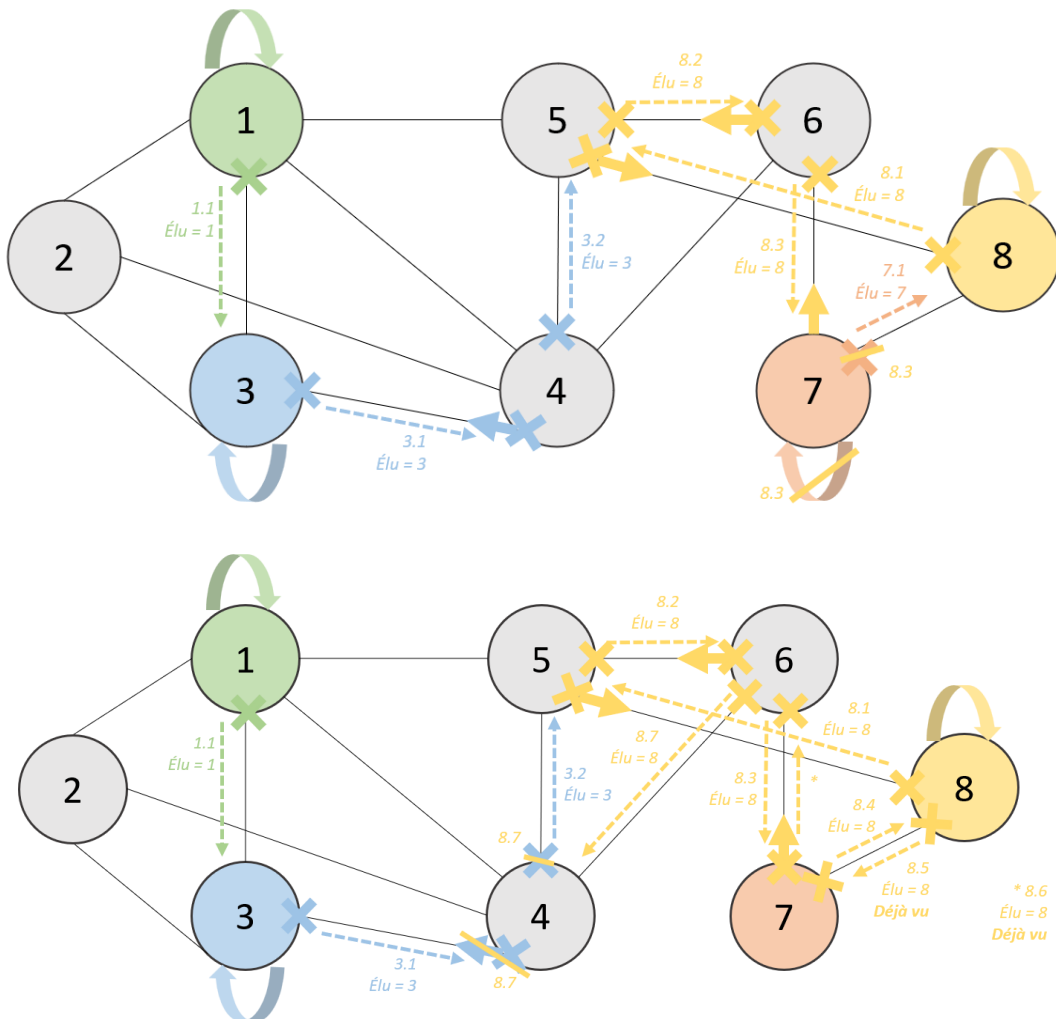 8.2
Élu = 8
1
5
6
8.1
Élu = 8
1.1
Élu = 1
3.2
Élu = 3
8.3
Élu = 8
2
8
7.1
Élu = 7
3
4
7
8.3
3.1
Élu = 3
8.3
8.2
Élu = 8
1
5
6
8.1
Élu = 8
1.1
Élu = 1
8.7
Élu = 8
3.2
Élu = 3
8.3
Élu = 8
*
2
8
8.4
Élu = 8
8.7
8.5
Élu = 8
Déjà vu
* 8.6
Élu = 8
Déjà vu
3
4
7
3.1
Élu = 3
8.7